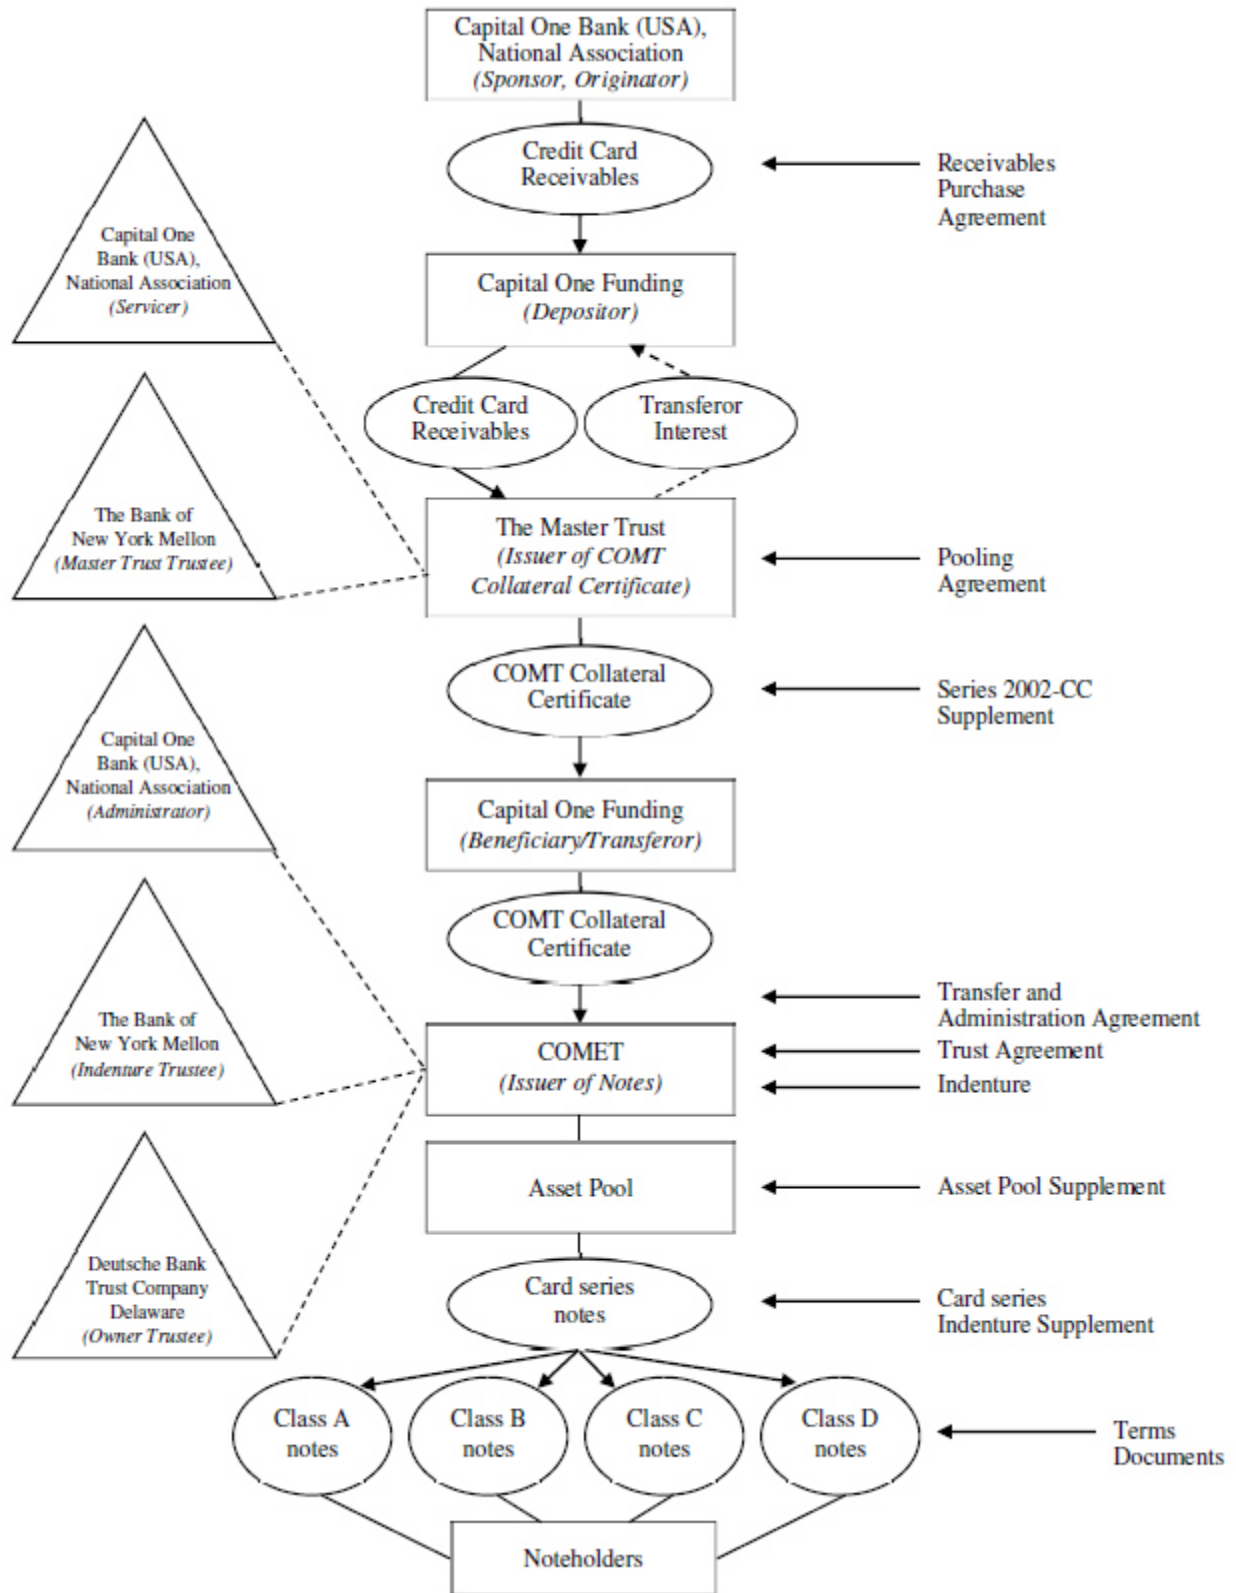 Capital One Bank (USA),
National Association
(Sponsor, Originator)
Credit Card
Receivables
Receivables
Purchase
Agreement
Capital One
Bank (USA),
National Association
(Servicer)
Capital One Funding
(Depositor)
Credit Card
Receivables
Transferor
Interest
The Bank of
New York Mellon
(Master Trust Trustee)
The Master Trust
(Issuer of COMT
Collateral Certificate)
Pooling
Agreement
COMT Collateral
Certificate
Series 2002-CC
Supplement
Capital One
Bank (USA),
National Association
(Administrator)
Capital One Funding
(Beneficiary/Transferor)
COMT Collateral
Certificate
The Bank of
New York Mellon
(Indenture Trustee)
COMET
(Issuer of Notes)
Transfer and
Administration Agreement
Trust Agreement
Indenture
Asset Pool
Asset Pool Supplement
Deutsche Bank
Trust Company
Delaware
(Owner Trustee)
Card series
notes
Card series
Indenture Supplement
Class A
notes
Class B
notes
Class C
notes
Class D
notes
Terms
Documents
Noteholders